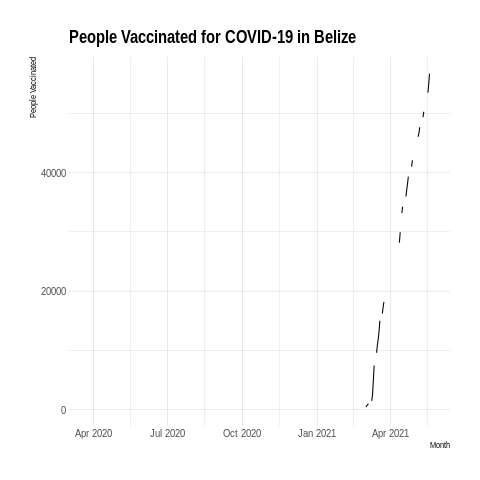 People Vaccinated for COVID-19 in Belize
People Vaccinated
40000
20000
0
Apr 2020 Jul 2020 Oct 2020 Jan 2021 Apr 2021
Month